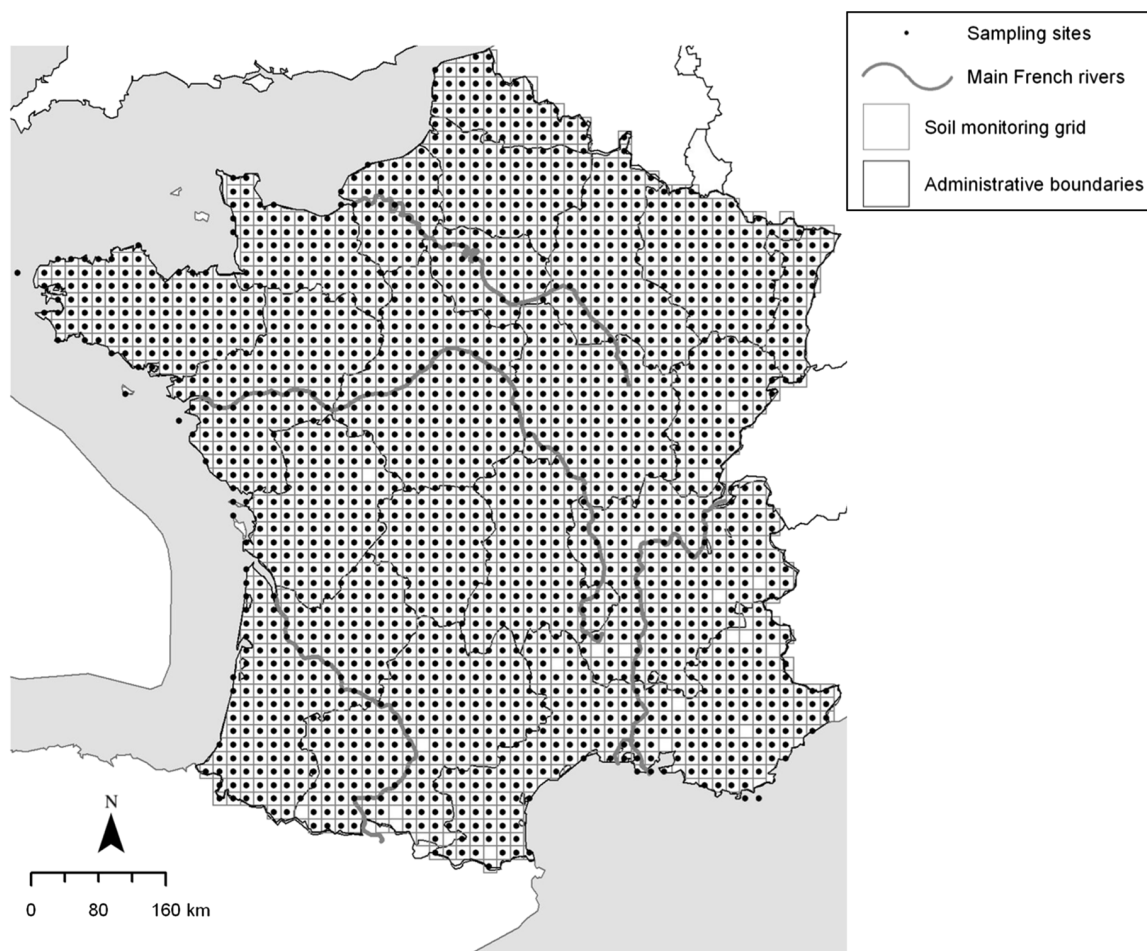 Sampling sites
Main French rivers
Soil monitoring grid
Administrative boundaries
N
0 80 160 km